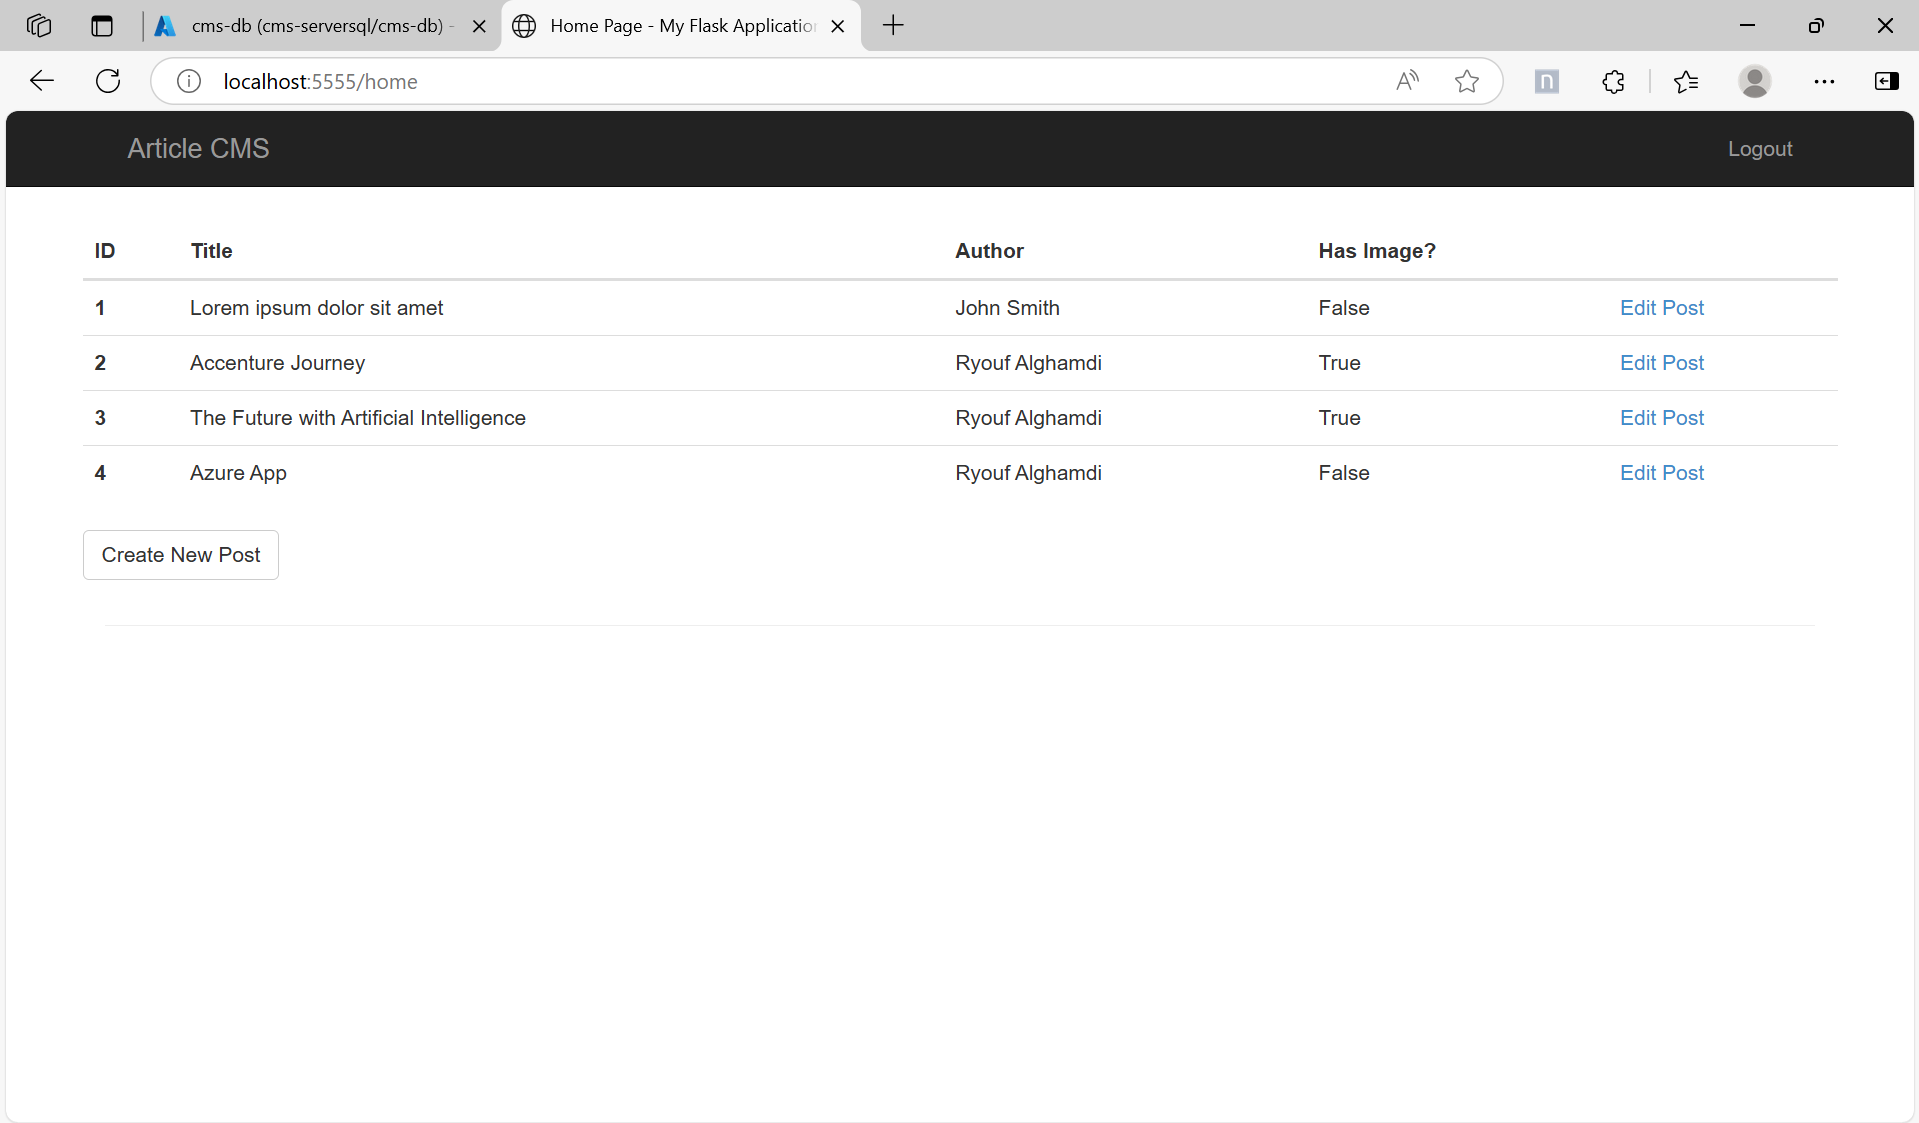 cms-db (cms-serversql/cms-db) -
Home Page - My Flask Application
localhost:5555/home
Article CMS
Logout
ID Title Author Has Image?
1 Lorem ipsum dolor sit amet John Smith False Edit Post
2 Accenture Journey Ryouf Alghamdi True Edit Post
3 The Future with Artificial Intelligence Ryouf Alghamdi True Edit Post
4 Azure App Ryouf Alghamdi False Edit Post
Create New Post